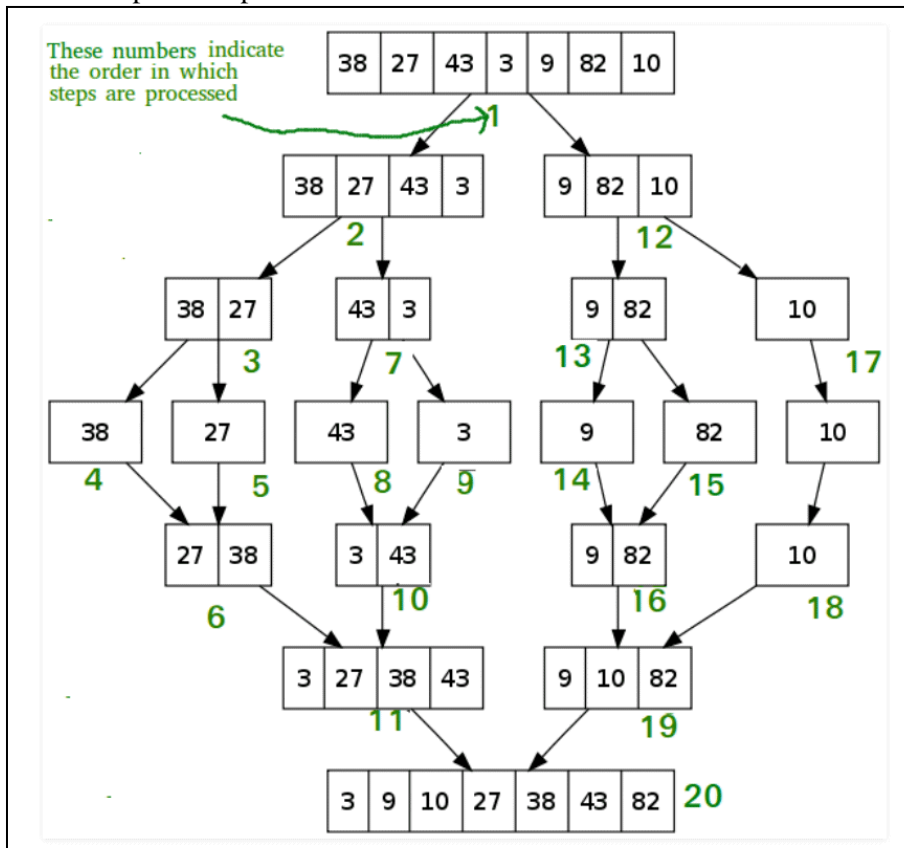 These numbers indicate
the order in which
steps are processed
38 27 43 3 9 82 10
1
38 27 43 3 9 82 10
2 12
38 27 43 3 9 82 10
3 7 13 17
38 27 43 3 9 82 10
4 5 8 9 14 15
27 38 3 43 9 82 10
6 10 16 18
3 27 38 43 9 10 82
11 19
3 9 10 27 38 43 82 20